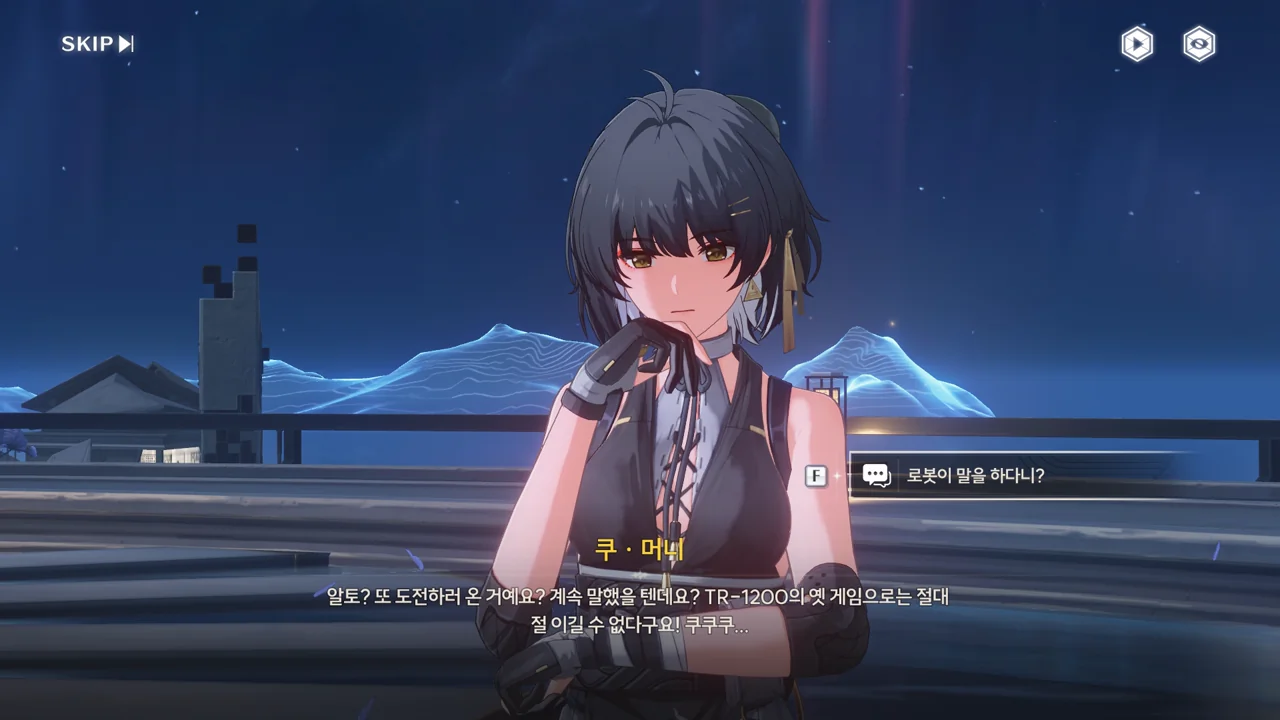 SKIP
F
로봇이 말을 하다니?
쿠·머니
알토? 또 도전하러 온 거예요? 계속 말했을 텐데요? TR-1200의 옛 게임으로는 절대
절 이길 수 없다구요! 쿠쿠쿠...